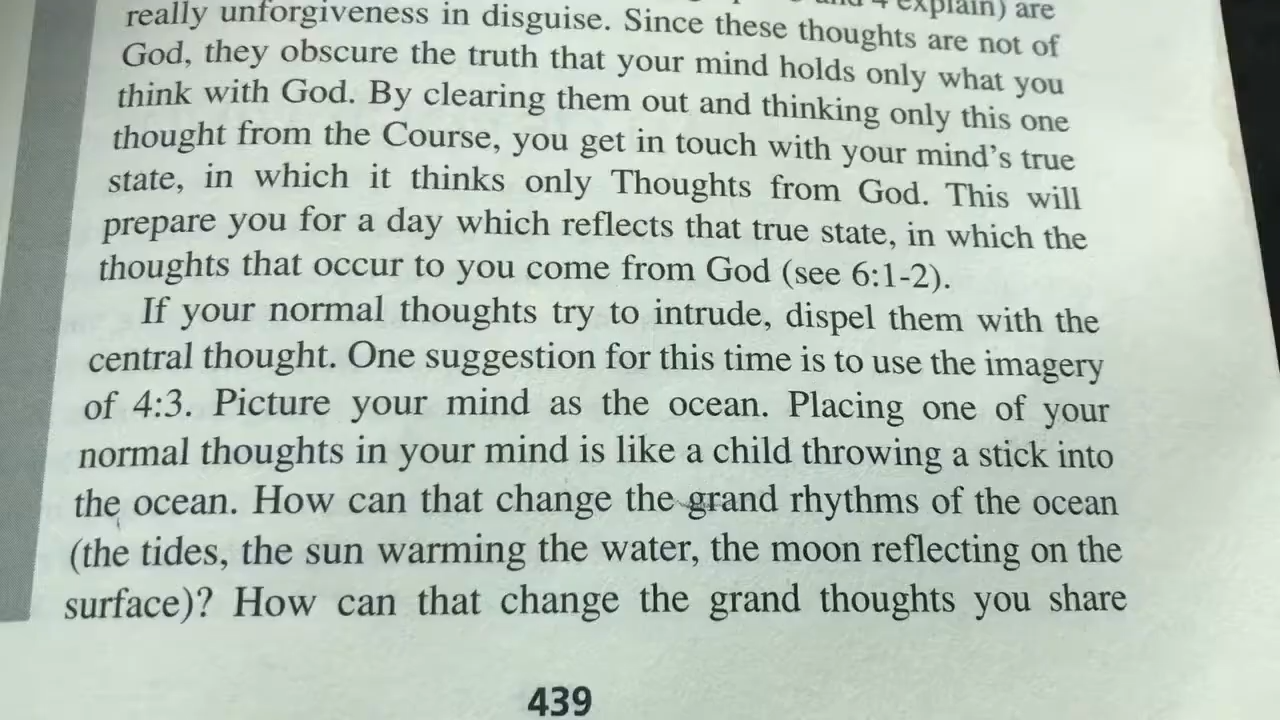 explain) are
really unforgiveness in disguise. Since these thoughts are not of
God, they obscure the truth that your mind holds only what you
think with God. By clearing them out and thinking only this one
thought from the Course, you get in touch with your mind's true
state, in which it thinks only Thoughts from God. This will
prepare you for a day which reflects that true state, in which the
thoughts that occur to you come from God (see 6:1-2).
If your normal thoughts try to intrude, dispel them with the
central thought. One suggestion for this time is to use the imagery
of 4:3. Picture your mind as the ocean. Placing one of your
normal thoughts in your mind is like a child throwing a stick into
the ocean. How can that change the grand rhythms of the ocean
(the tides, the sun warming the water, the moon reflecting on the
surface)? How can that change the grand thoughts you share
439